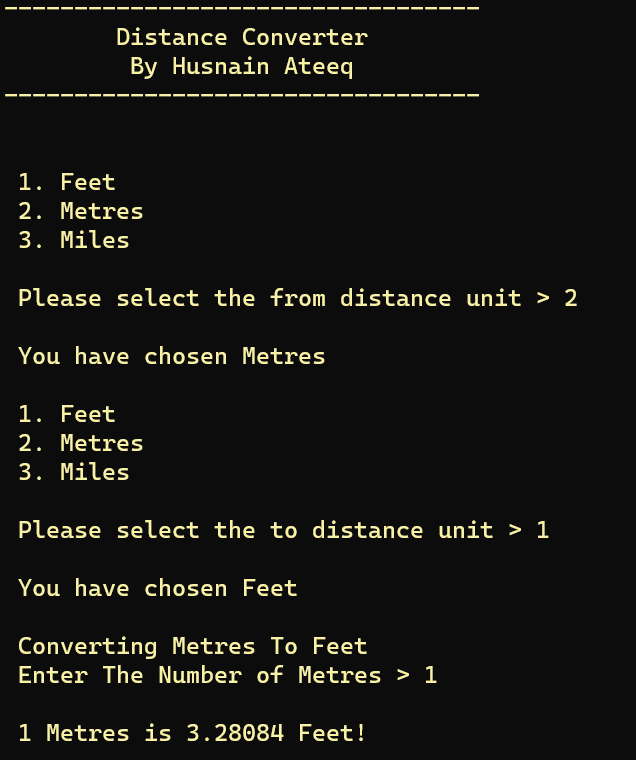 ----------------------------------
Distance Converter
By Husnain Ateeq
----------------------------------
1. Feet
2. Metres
3. Miles
Please select the from distance unit > 2
You have chosen Metres
1. Feet
2. Metres
3. Miles
Please select the to distance unit > 1
You have chosen Feet
Converting Metres To Feet
Enter The Number of Metres > 1
1 Metres is 3.28084 Feet!